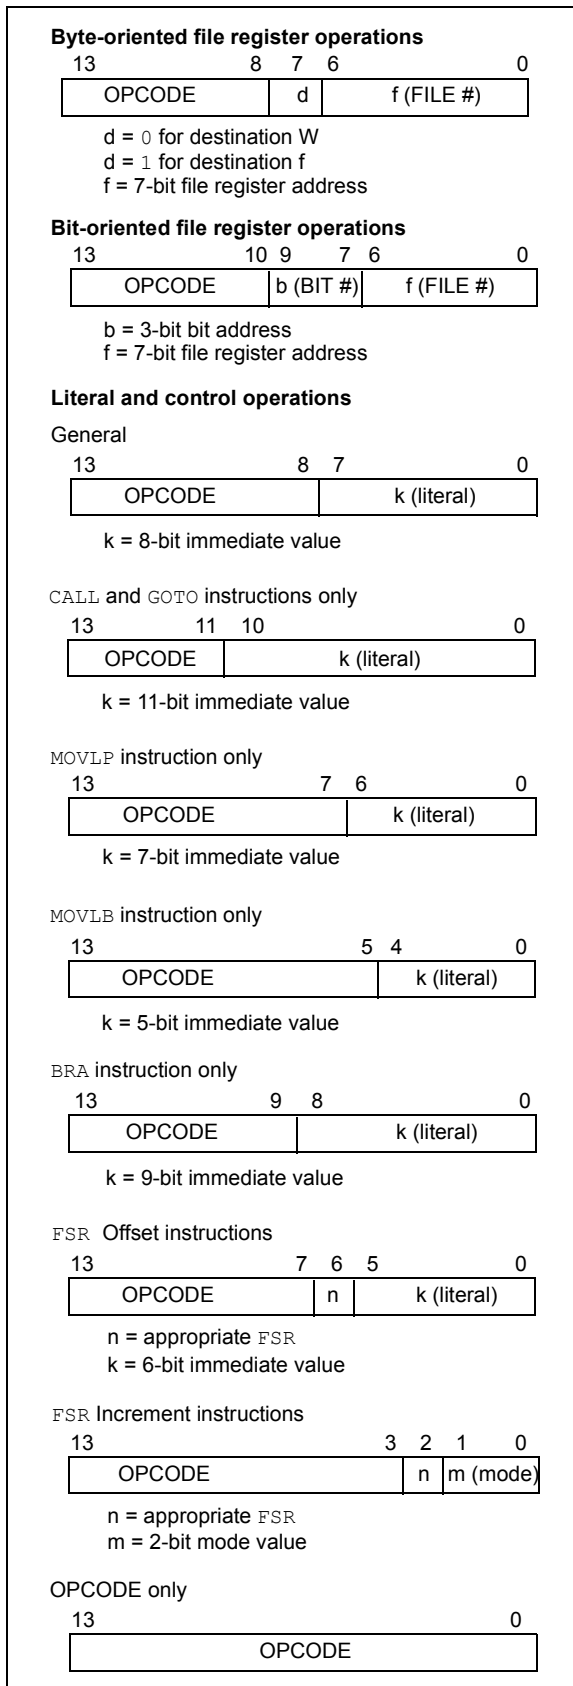 Byte-oriented file register operations
13 8 7 6 0
OPCODE d f (FILE #)
d = 0 for destination W
d = 1 for destination f
f = 7-bit file register address
Bit-oriented file register operations
13 10 9 7 6 0
OPCODE b (BIT #) f (FILE #)
b = 3-bit bit address
f = 7-bit file register address
Literal and control operations
General
13 8 7 0
OPCODE k (literal)
k = 8-bit immediate value
CALL and GOTO instructions only
13 11 10 0
OPCODE k (literal)
k = 11-bit immediate value
MOVLP instruction only
13 7 6 0
OPCODE k (literal)
k = 7-bit immediate value
MOVLB instruction only
13 5 4 0
OPCODE k (literal)
k = 5-bit immediate value
BRA instruction only
13 9 8 0
OPCODE k (literal)
k = 9-bit immediate value
FSR Offset instructions
13 7 6 5 0
OPCODE n k (literal)
n = appropriate FSR
k = 6-bit immediate value
FSR Increment instructions
13 3 2 1 0
OPCODE n m (mode)
n = appropriate FSR
m = 2-bit mode value
OPCODE only
13 0
OPCODE